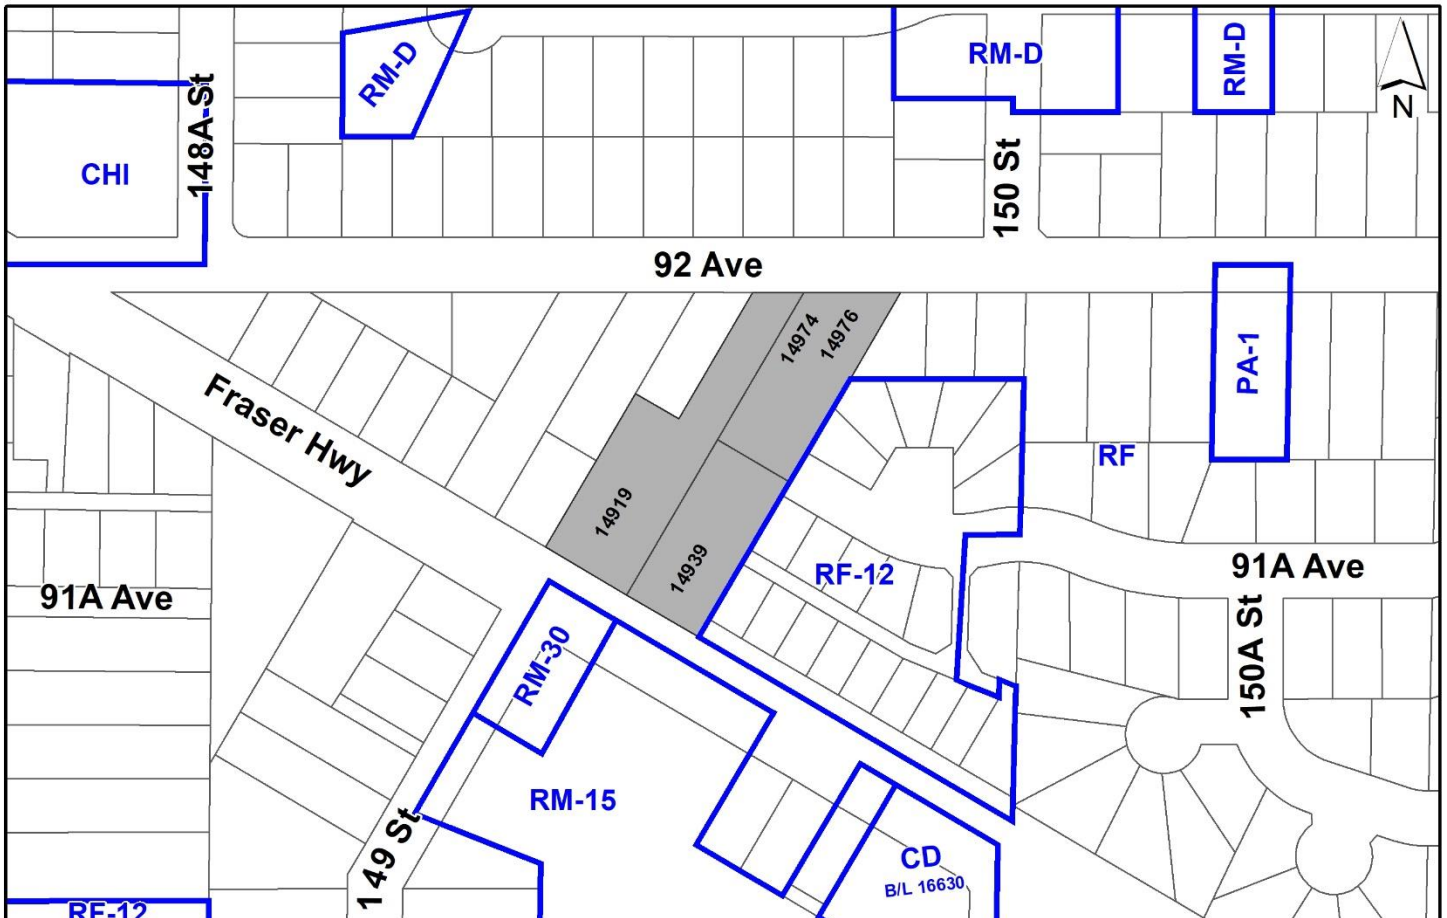 RM-D
RM-D
RM-D
N
148A St
CHI
150 St
92 Ave
14974
14976
PA-1
Fraser Hwy
RF
14919
14939
RF-12
91A Ave
91A Ave
150A St
RM-30
RM-15
149 St
CD
B/L 16630
RF-12